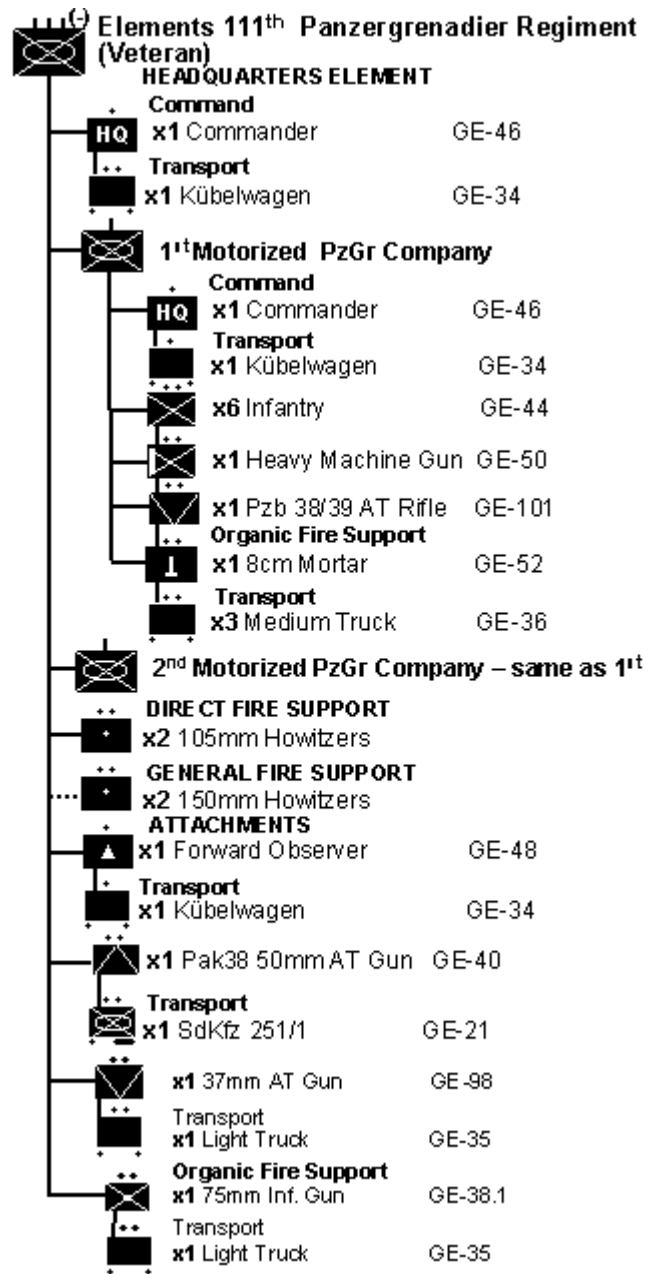 (-) Elements 111th Panzergrenadier Regiment
(Veteran)
HEADQUARTERS ELEMENT
Command
HQ x1 Commander GE-46
Transport
x1 Kübelwagen GE-34
1st Motorized PzGr Company
Command
HQ x1 Commander GE-46
Transport
x1 Kübelwagen GE-34
x6 Infantry GE-44
x1 Heavy Machine Gun GE-50
x1 Pzb 38/39 AT Rifle GE-101
Organic Fire Support
x1 8cm Mortar GE-52
Transport
x3 Medium Truck GE-36
2nd Motorized PzGr Company – same as 1st
DIRECT FIRE SUPPORT
x2 105mm Howitzers
GENERAL FIRE SUPPORT
x2 150mm Howitzers
ATTACHMENTS
x1 Forward Observer GE-48
Transport
x1 Kübelwagen GE-34
x1 Pak38 50mm AT Gun GE-40
Transport
x1 SdKfz 251/1 GE-21
x1 37mm AT Gun GE-98
Transport
x1 Light Truck GE-35
Organic Fire Support
x1 75mm Inf. Gun GE-38.1
Transport
x1 Light Truck GE-35